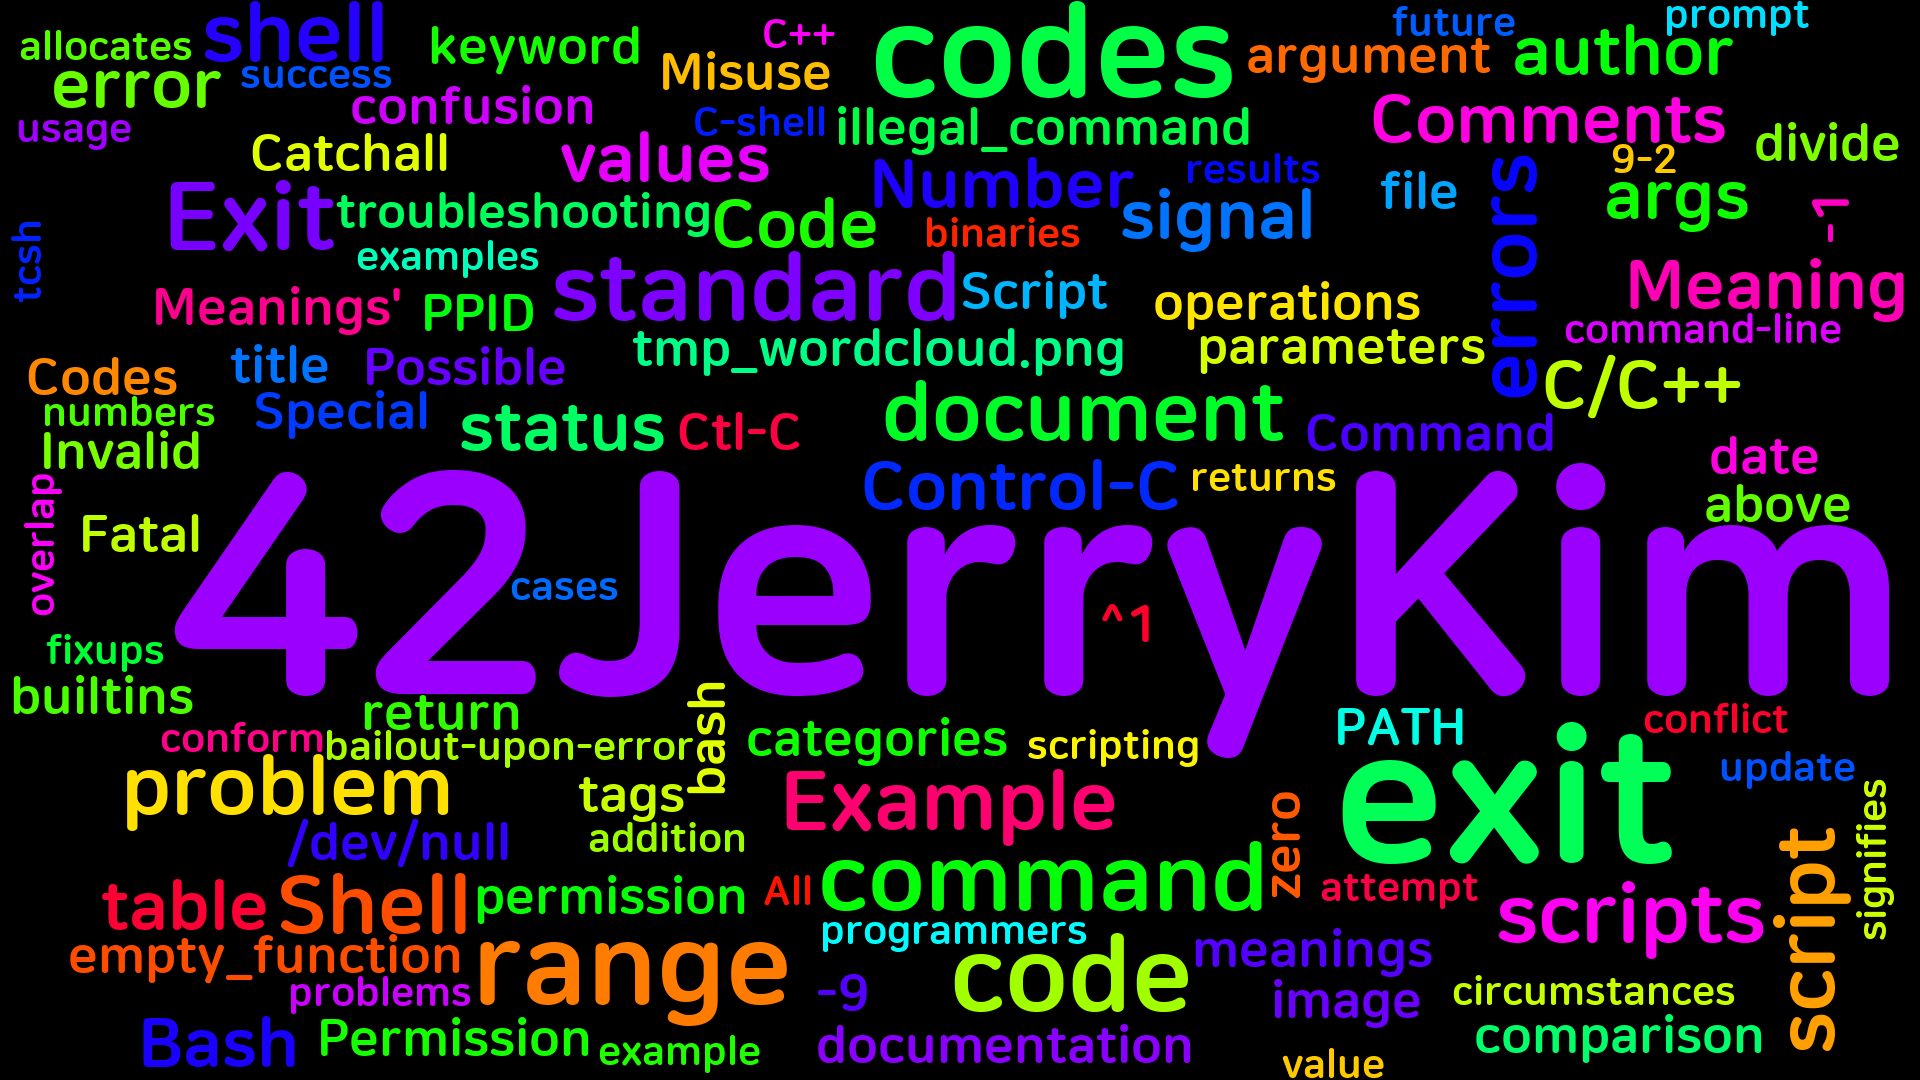 allocates
shell
keyword
C++
codes
future
prompt
error
success
Misuse
argument
author
usage
confusion
C-shell
illegal_command
Comments
divide
Catchall
values
Number
results
9-2
Exit
troubleshooting
Code
binaries
signal
file
errors
args
-1
tcsh
examples
standard
Script
operations
Meaning
Meanings'
PPID
tmp_wordcloud.png
parameters
command-line
Codes
title
Possible
C/C++
numbers
Special
status
Ctl-C
document
Command
Invalid
Control-C
returns
date
above
overlap
Fatal
42JerryKim
cases
^1
fixups
builtins
return
bash
categories
scripting
PATH
conflict
conform
bailout-upon-error
exit
update
problem
tags
Example
zero
signifies
/dev/null
addition
command
script
table
Shell
permission
All
attempt
scripts
empty_function
range
programmers
code
meanings
problems
-9
image
circumstances
Bash
Permission
example
documentation
value
comparison